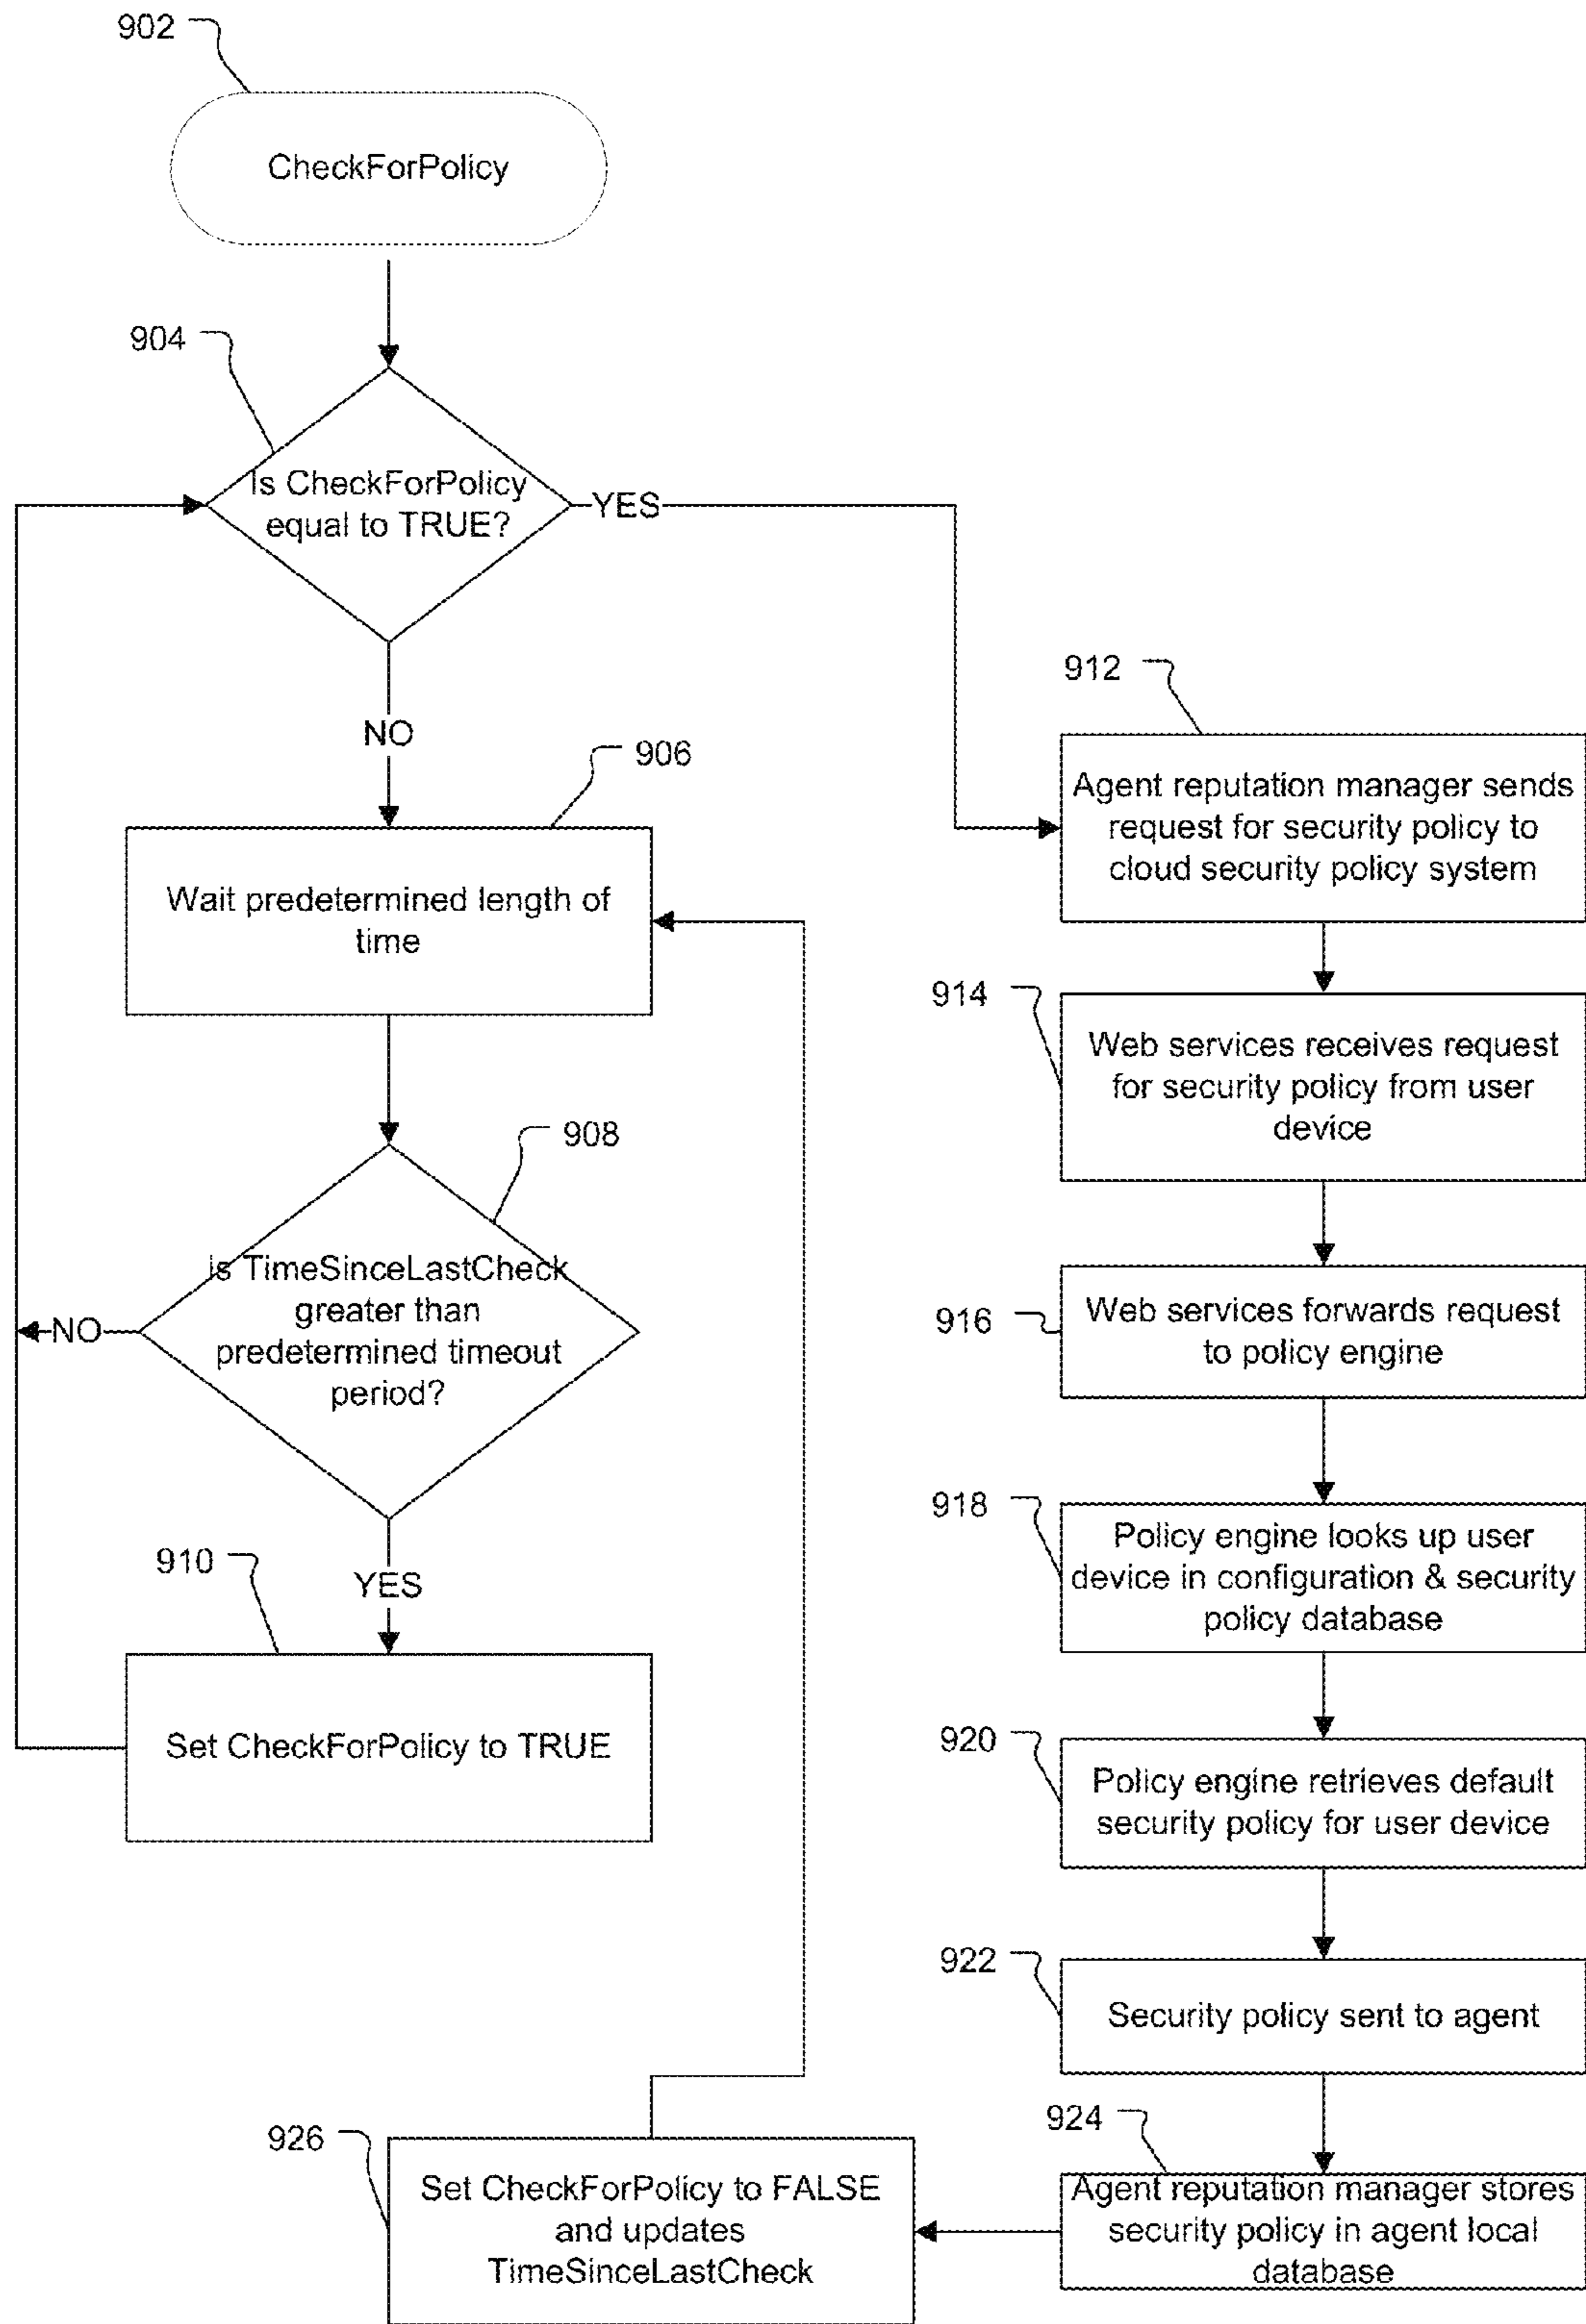 902
CheckForPolicy
904
Is CheckForPolicy
equal to TRUE?
YES
NO
906
Wait predetermined length of
time
908
is TimeSinceLastCheck
greater than
predetermined timeout
period?
NO
YES
910
Set CheckForPolicy to TRUE
912
Agent reputation manager sends
request for security policy to
cloud security policy system
914
Web services receives request
for security policy from user
device
916
Web services forwards request
to policy engine
918
Policy engine looks up user
device in configuration & security
policy database
920
Policy engine retrieves default
security policy for user device
922
Security policy sent to agent
924
Agent reputation manager stores
security policy in agent local
database
926
Set CheckForPolicy to FALSE
and updates
TimeSinceLastCheck